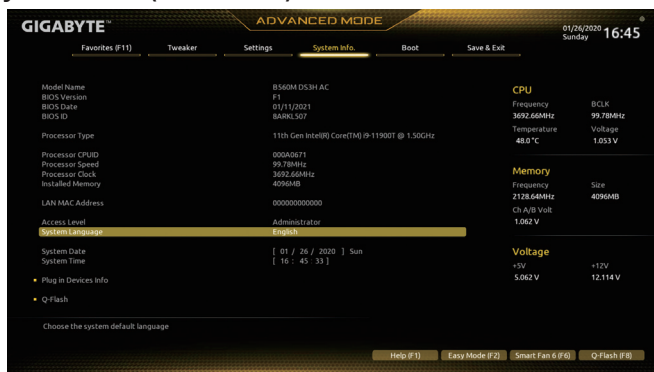 GIGABYTE™
ADVANCED MODE
01/26/2020 Sunday 16:45
Favorites (F11) Tweaker Settings System Info. Boot Save & Exit
Model Name B560M DS3H AC
BIOS Version F1
BIOS Date 01/11/2021
BIOS ID 8ARKLS07
Processor Type 11th Gen Intel(R) Core(TM) i9-11900T @ 1.50GHz
Processor CPUID 000A0671
Processor Speed 99.78MHz
Processor Clock 3692.66MHz
Installed Memory 4096MB
LAN MAC Address 000000000000
Access Level Administrator
System Language English
System Date [ 01 / 26 / 2020 ] Sun
System Time [ 16 : 45 : 33 ]
Plug in Devices Info
Q-Flash
Choose the system default language
CPU
Frequency BCLK
3692.66MHz 99.78MHz
Temperature Voltage
48.0 °C 1.053 V
Memory
Frequency Size
2128.64MHz 4096MB
Ch A/B Volt
1.062 V
Voltage
+5V +12V
5.062 V 12.114 V
Help (F1) Easy Mode (F2) Smart Fan 6 (F6) Q-Flash (F8)